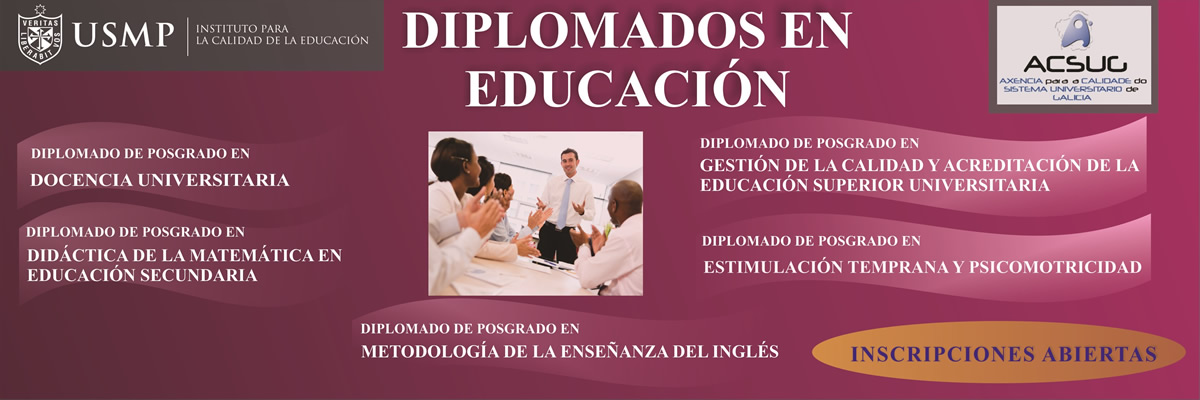 VERITAS
LIBERABIT VOS
USMP
INSTITUTO PARA
LA CALIDAD DE LA EDUCACIÓN
DIPLOMADOS EN
EDUCACIÓN
ACSUG
AXENCIA para a CALIDADE do
SISTEMA UNIVERSITARIO de
GALICIA
DIPLOMADO DE POSGRADO EN
DOCENCIA UNIVERSITARIA
DIPLOMADO DE POSGRADO EN
DIDÁCTICA DE LA MATEMÁTICA EN
EDUCACIÓN SECUNDARIA
DIPLOMADO DE POSGRADO EN
GESTIÓN DE LA CALIDAD Y ACREDITACIÓN DE LA
EDUCACIÓN SUPERIOR UNIVERSITARIA
DIPLOMADO DE POSGRADO EN
ESTIMULACIÓN TEMPRANA Y PSICOMOTRICIDAD
DIPLOMADO DE POSGRADO EN
METODOLOGÍA DE LA ENSEÑANZA DEL INGLÉS
INSCRIPCIONES ABIERTAS